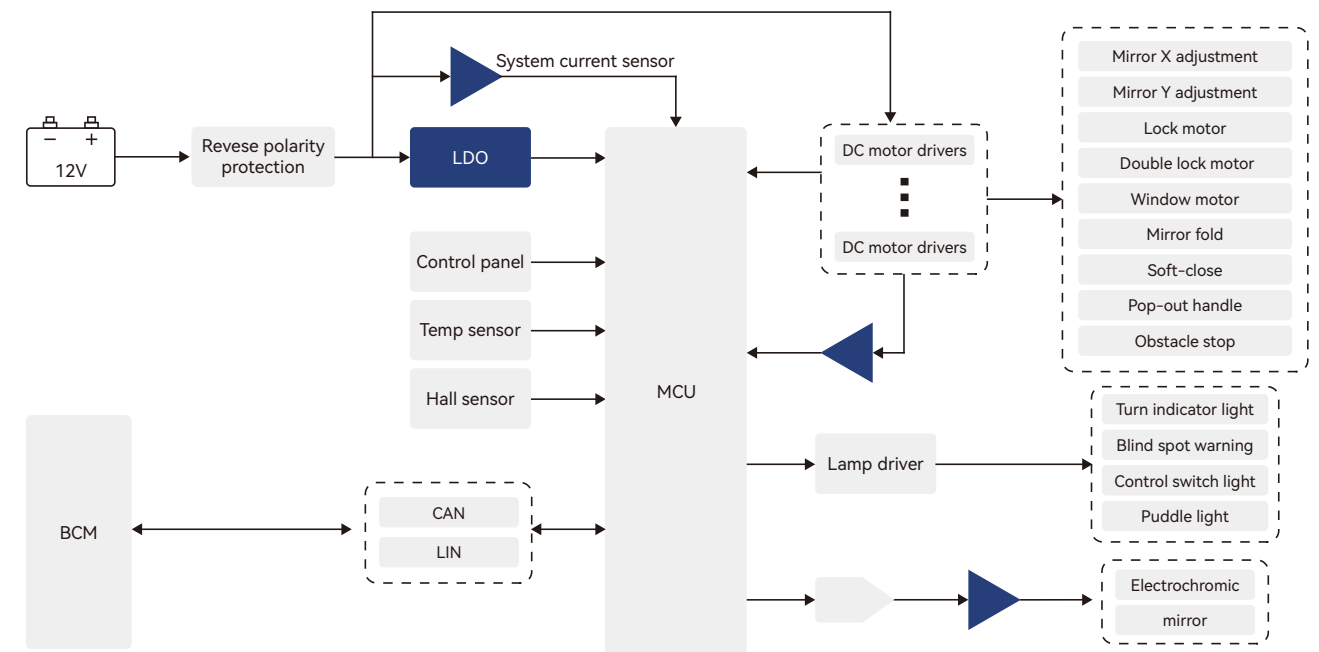 System current sensor
− +
12V
Revese polarity
protection
LDO
Control panel
Temp sensor
Hall sensor
BCM
CAN
LIN
MCU
DC motor drivers
DC motor drivers
Lamp driver
Mirror X adjustment
Mirror Y adjustment
Lock motor
Double lock motor
Window motor
Mirror fold
Soft-close
Pop-out handle
Obstacle stop
Turn indicator light
Blind spot warning
Control switch light
Puddle light
Electrochromic
mirror